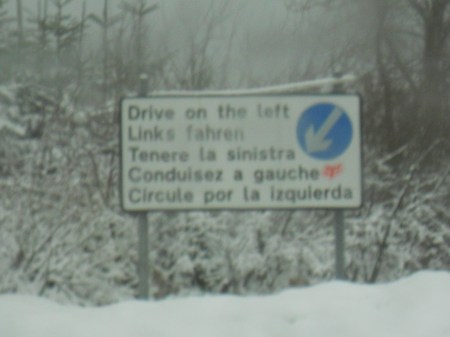 Drive on the left
Links fahren
Tenere la sinistra
Conduisez a gauche
Circule por la izquierda